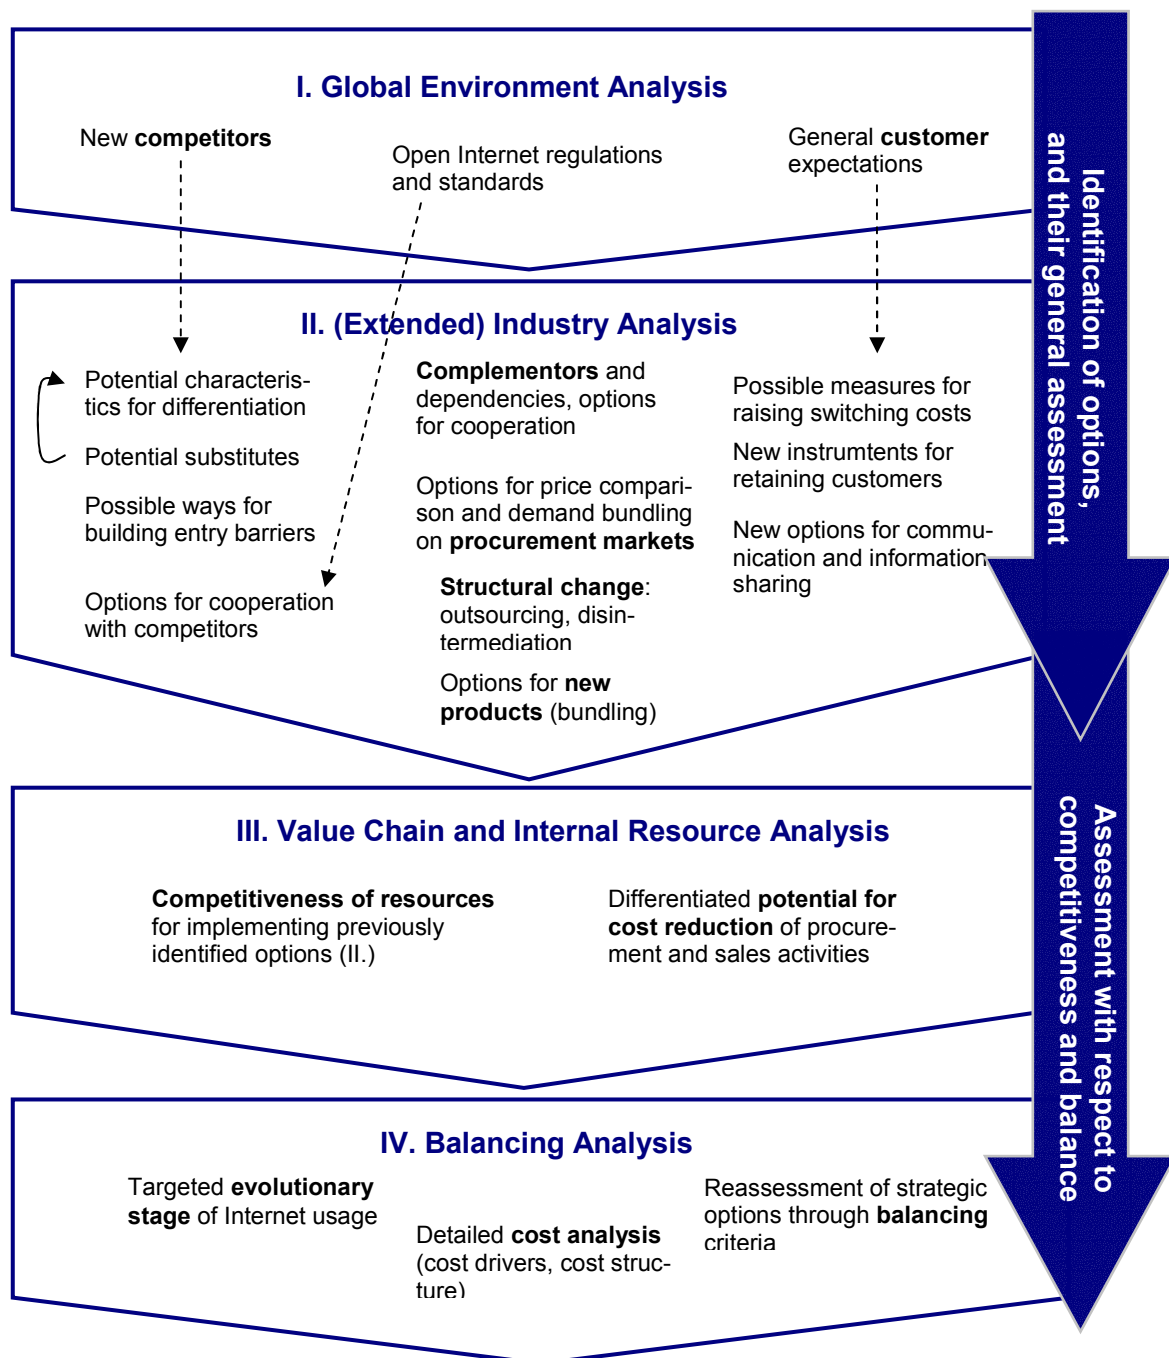 I. Global Environment Analysis
New competitors
Open Internet regulations
and standards
General customer
expectations
II. (Extended) Industry Analysis
Potential characteris-
tics for differentiation
Potential substitutes
Possible ways for
building entry barriers
Options for cooperation
with competitors
Complementors and
dependencies, options
for cooperation
Options for price compari-
son and demand bundling
on procurement markets
Structural change:
outsourcing, disin-
termediation
Options for new
products (bundling)
Possible measures for
raising switching costs
New instrumtents for
retaining customers
New options for commu-
nication and information
sharing
Identification of options,
and their general assessment
III. Value Chain and Internal Resource Analysis
Competitiveness of resources
for implementing previously
identified options (II.)
Differentiated potential for
cost reduction of procure-
ment and sales activities
IV. Balancing Analysis
Targeted evolutionary
stage of Internet usage
Detailed cost analysis
(cost drivers, cost struc-
ture)
Reassessment of strategic
options through balancing
criteria
Assessment with respect to
competitiveness and balance